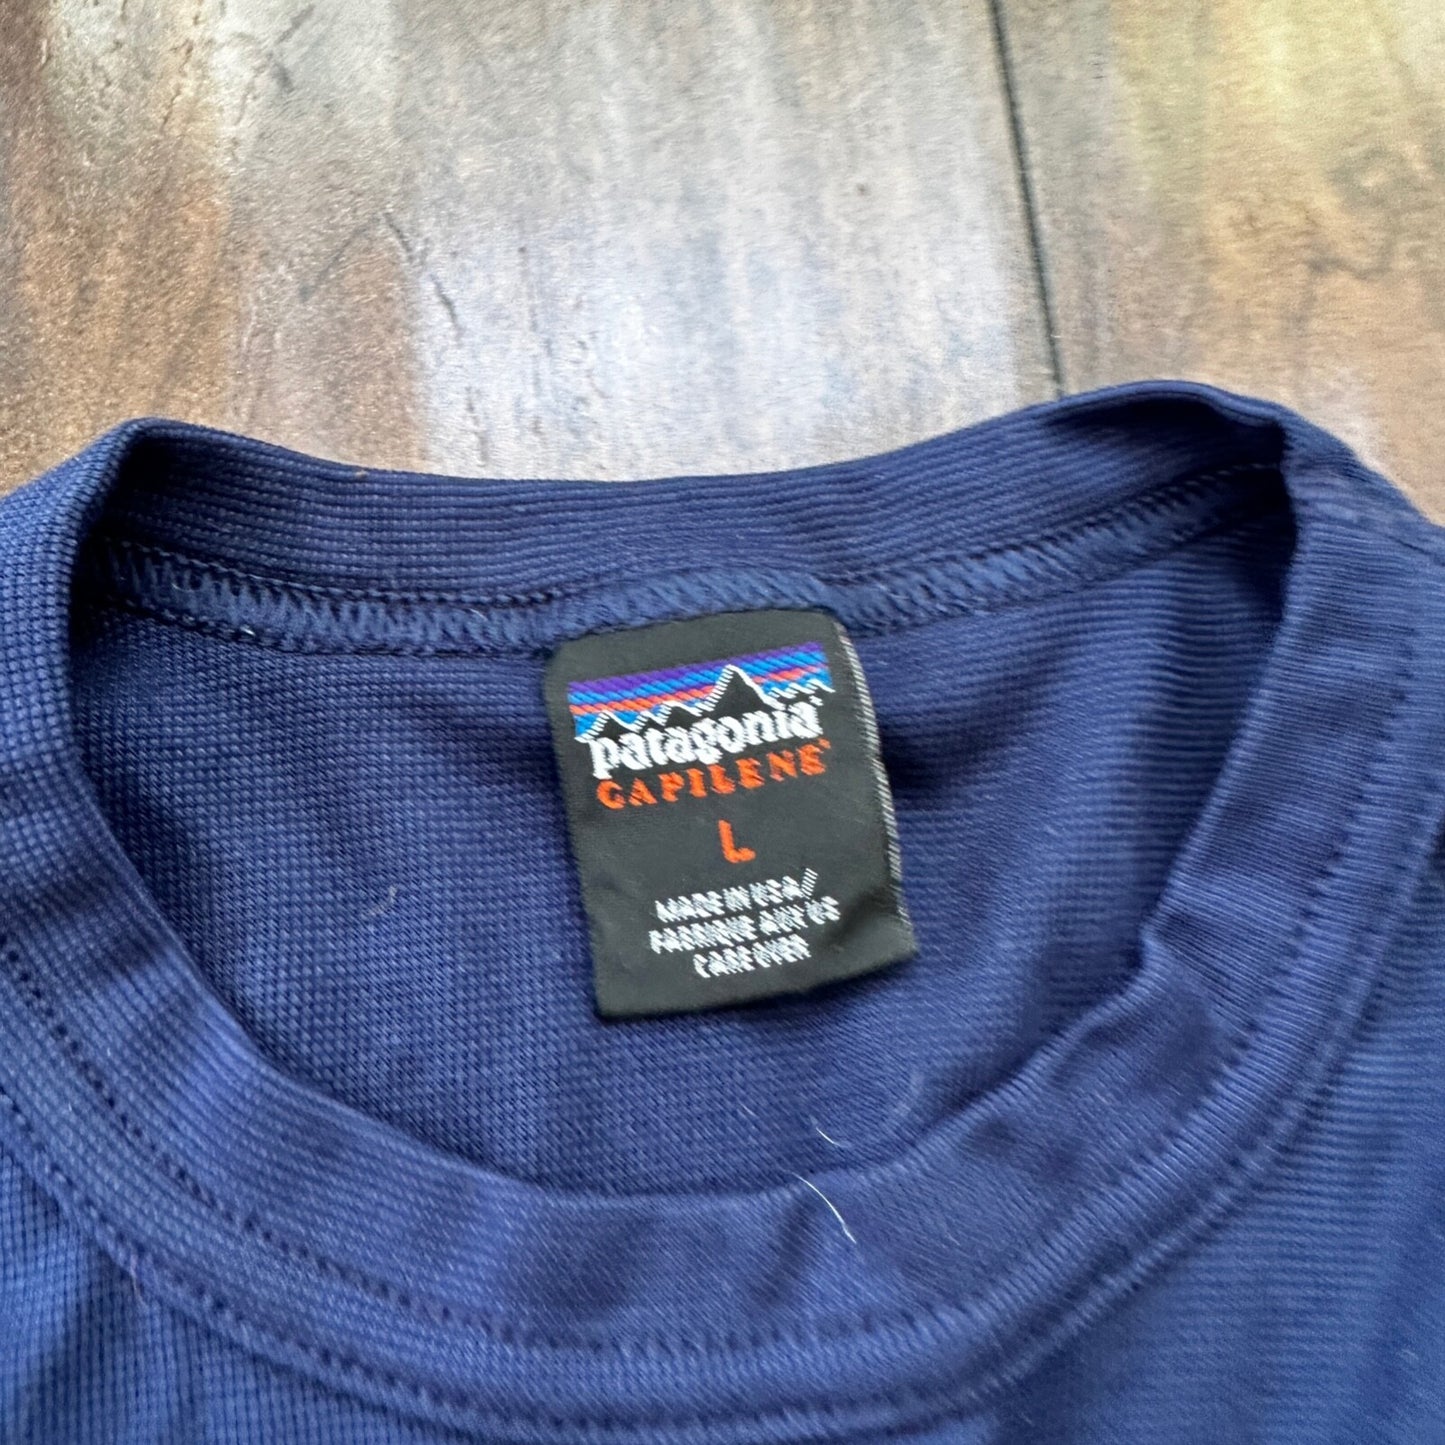 patagonia®
CAPILENE®
L
MADE IN USA/
FABRIQUE AUX US
CARE OVER